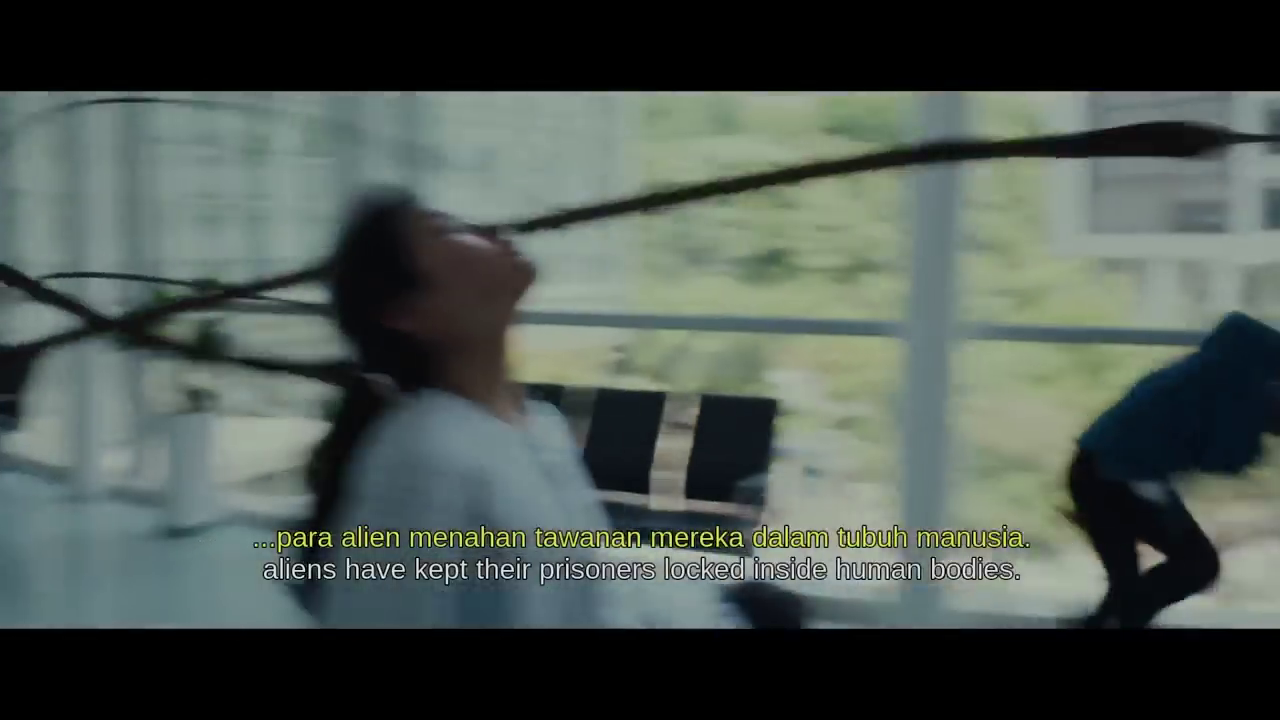 ...para alien menahan tawanan mereka dalam tubuh manusia.
aliens have kept their prisoners locked inside human bodies.